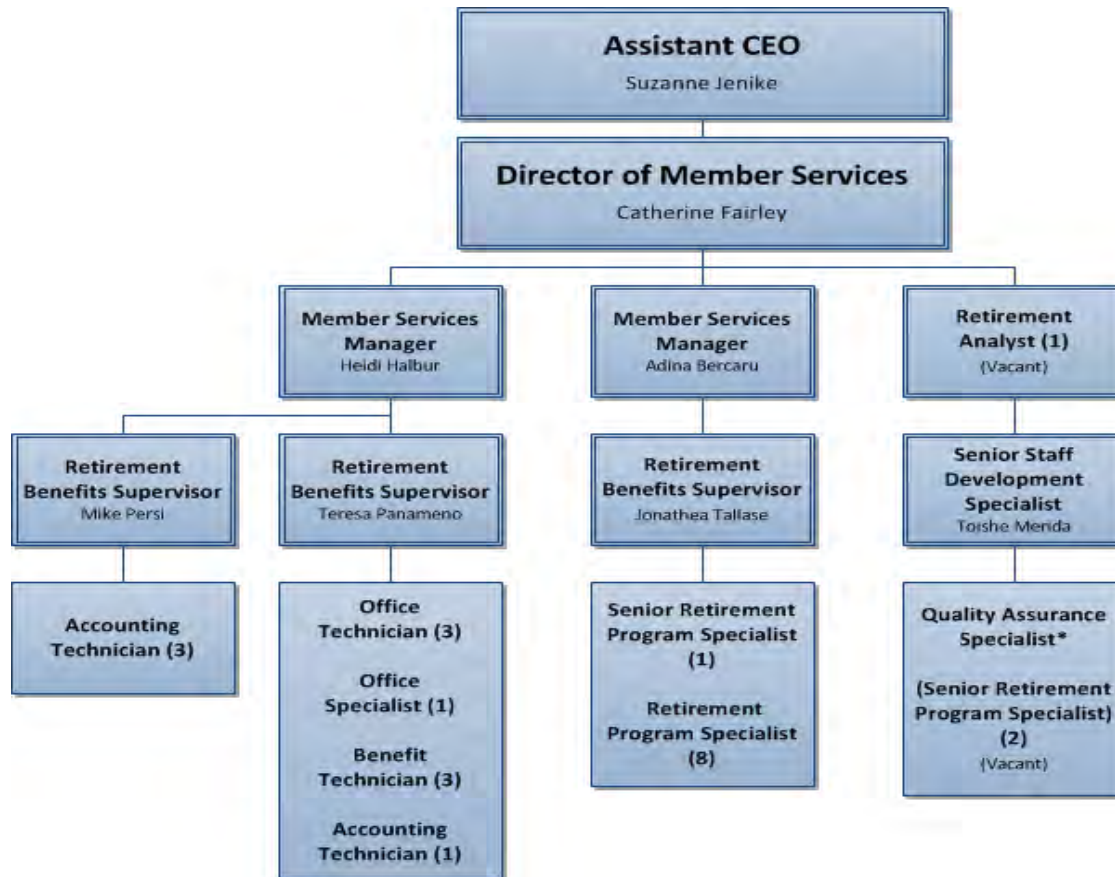 Assistant CEO
Suzanne Jenike
Director of Member Services
Catherine Fairley
Member Services
Manager
Heidi Halbur
Member Services
Manager
Adina Bercaru
Retirement
Analyst (1)
(Vacant)
Retirement
Benefits Supervisor
Mike Persi
Retirement
Benefits Supervisor
Teresa Panameno
Retirement
Benefits Supervisor
Jonathea Tallase
Senior Staff
Development
Specialist
Toishe Merida
Accounting
Technician (3)
Office
Technician (3)
Office
Specialist (1)
Benefit
Technician (3)
Accounting
Technician (1)
Senior Retirement
Program Specialist
(1)
Retirement
Program Specialist
(8)
Quality Assurance
Specialist*
(Senior Retirement
Program Specialist)
(2)
(Vacant)